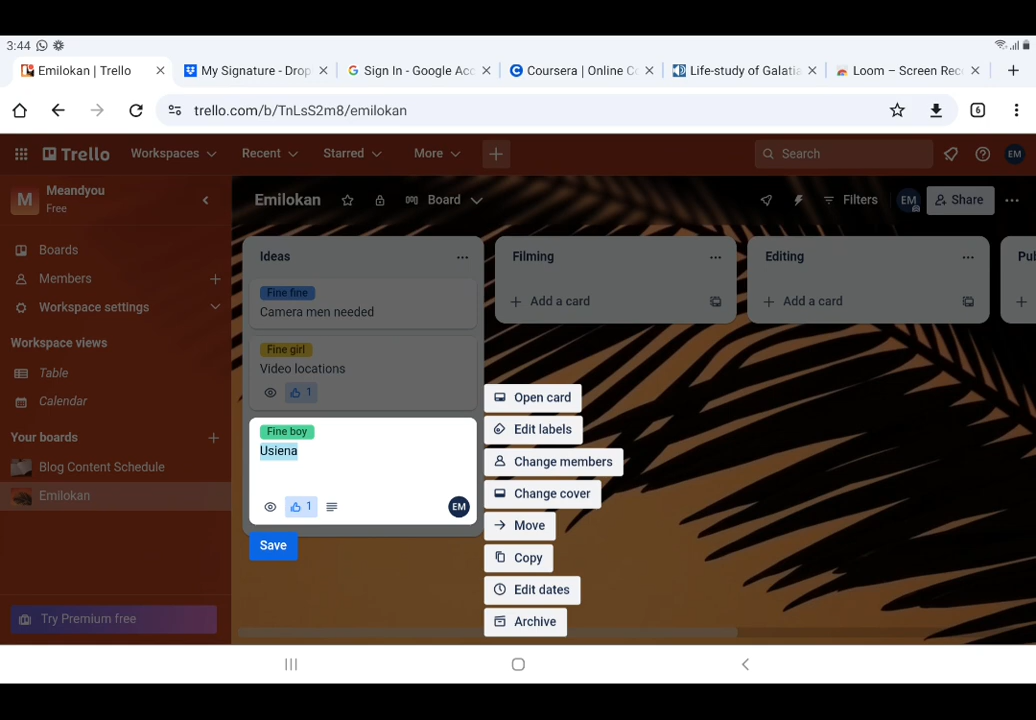 3:44
Emilokan | Trello
My Signature - Drop
Sign In - Google Acc
Coursera | Online Co
Life-study of Galatia
Loom – Screen Rec
trello.com/b/TnLsS2m8/emilokan
6
Trello
Workspaces
Recent
Starred
More
Search
EM
M
Meandyou
Free
Emilokan
Board
Filters
EM
Share
Boards
Members
Workspace settings
Workspace views
Table
Calendar
Your boards
Blog Content Schedule
Emilokan
Try Premium free
Ideas
Fine fine
Camera men needed
Fine girl
Video locations
1
Fine boy
Usiena
1
EM
Save
Open card
Edit labels
Change members
Change cover
Move
Copy
Edit dates
Archive
Filming
Add a card
Editing
Add a card
Pu